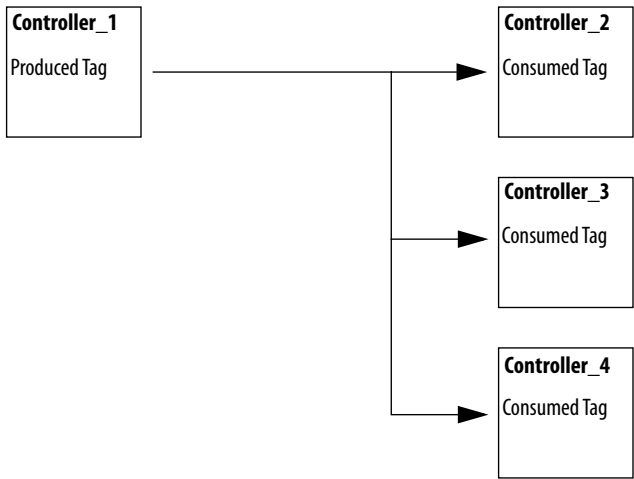 Controller_1
Produced Tag
Controller_2
Consumed Tag
Controller_3
Consumed Tag
Controller_4
Consumed Tag